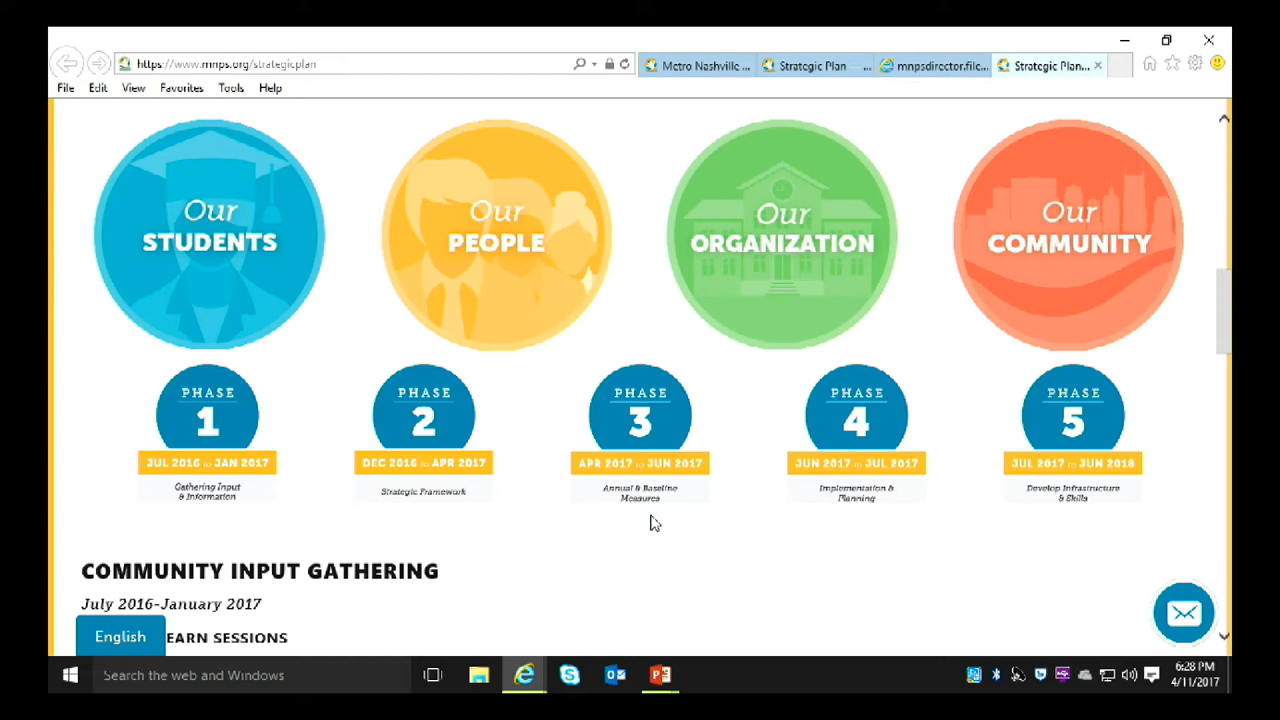 https://www.mnps.org/strategicplan
Metro Nashville ...
Strategic Plan ...
mnpsdirector.file...
Strategic Plan...
File Edit View Favorites Tools Help
Our
STUDENTS
Our
PEOPLE
Our
ORGANIZATION
Our
COMMUNITY
PHASE
1
JUL 2016 to JAN 2017
Gathering Input
& Information
PHASE
2
DEC 2016 to APR 2017
Strategic Framework
PHASE
3
APR 2017 to JUN 2017
Annual & Baseline
Measures
PHASE
4
JUN 2017 to JUL 2017
Implementation &
Planning
PHASE
5
JUL 2017 to JUN 2018
Develop Infrastructure
& Skills
COMMUNITY INPUT GATHERING
July 2016-January 2017
English
EARN SESSIONS
Search the web and Windows
6:28 PM
4/11/2017